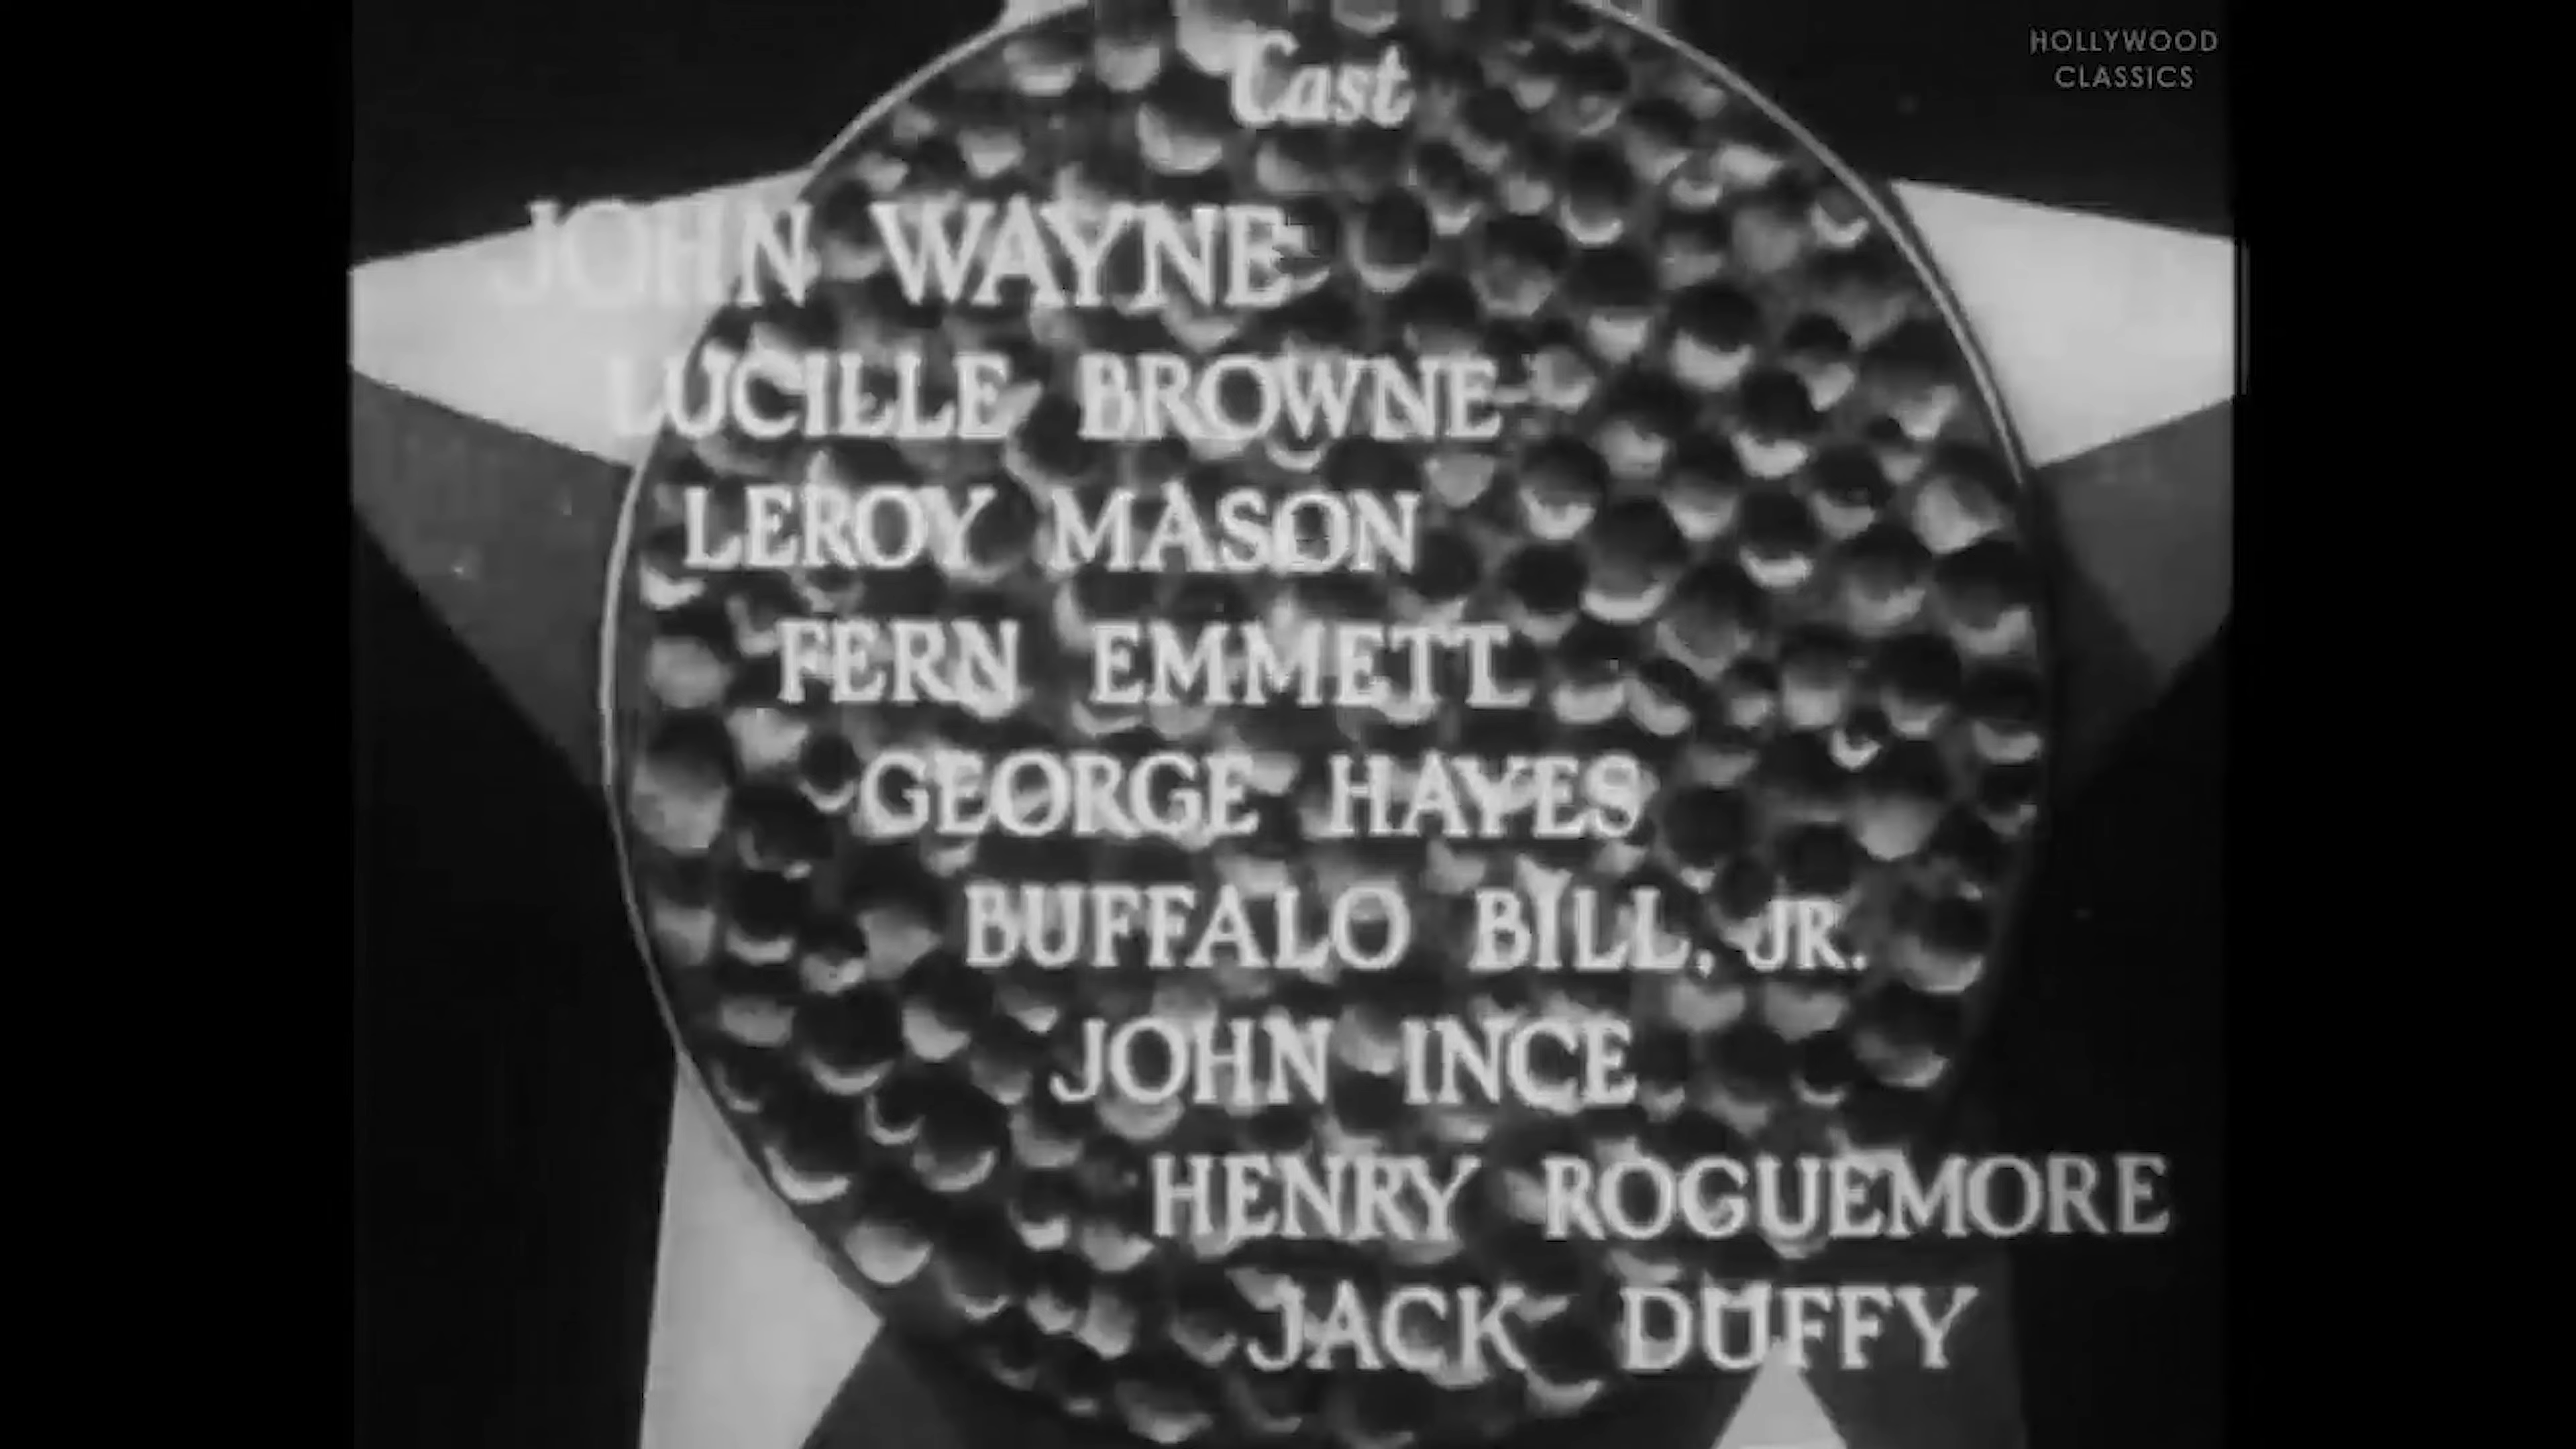 HOLLYWOOD
CLASSICS
Cast
JOHN WAYNE
LUCILLE BROWNE
LEROY MASON
FERN EMMETT
GEORGE HAYES
BUFFALO BILL, JR.
JOHN INCE
HENRY ROGUEMORE
JACK DUFFY